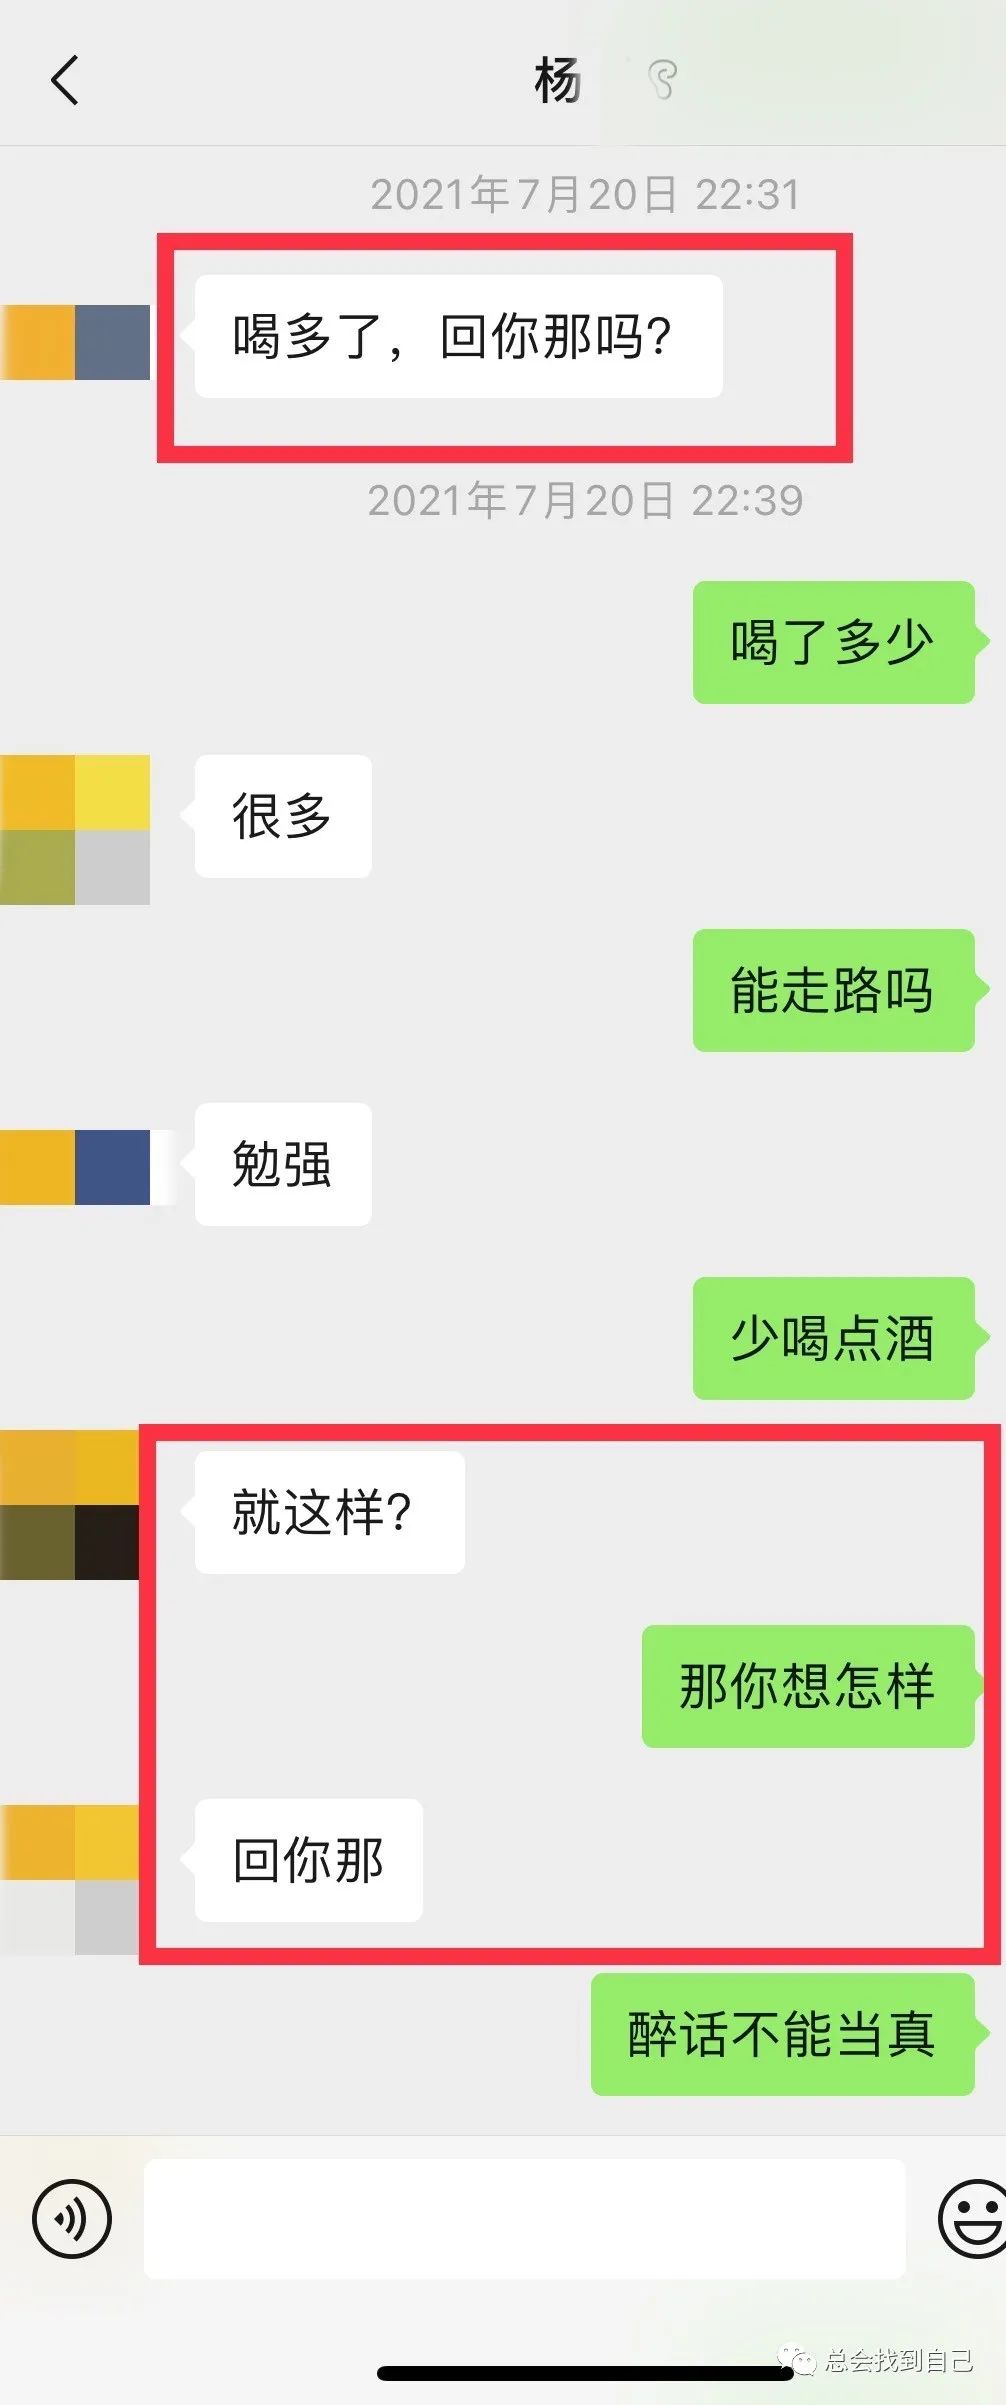 杨
2021年7月20日 22:31
喝多了，回你那吗?
2021年7月20日 22:39
喝了多少
很多
能走路吗
勉强
少喝点酒
就这样?
那你想怎样
回你那
醉话不能当真
总会找到自己